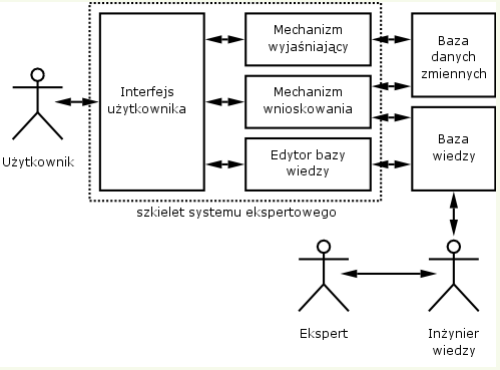 Mechanizm
wyjaśniający
Baza
danych
zmiennych
Interfejs
użytkownika
Mechanizm
wnioskowania
Użytkownik
Edytor bazy
wiedzy
Baza
wiedzy
szkielet systemu ekspertowego
Ekspert
Inżynier
wiedzy